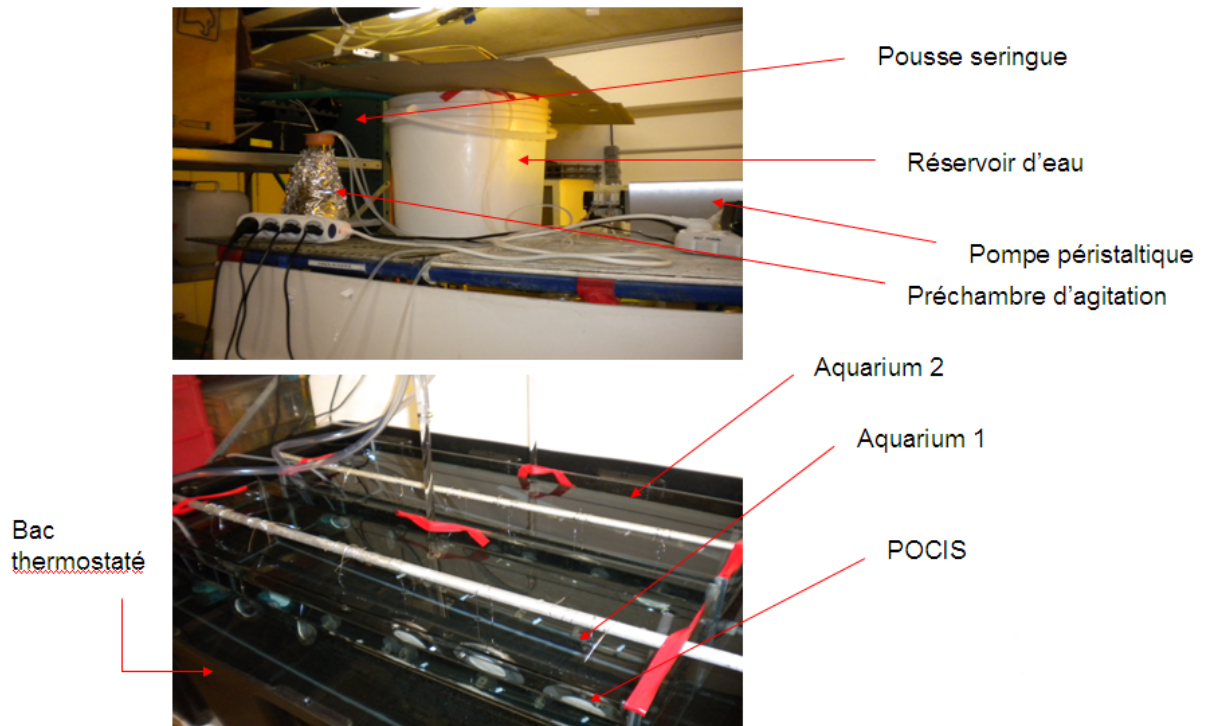 Pousse seringue
Réservoir d'eau
Pompe péristaltique
Préchambre d'agitation
Aquarium 2
Aquarium 1
POCIS
Bac
thermostaté